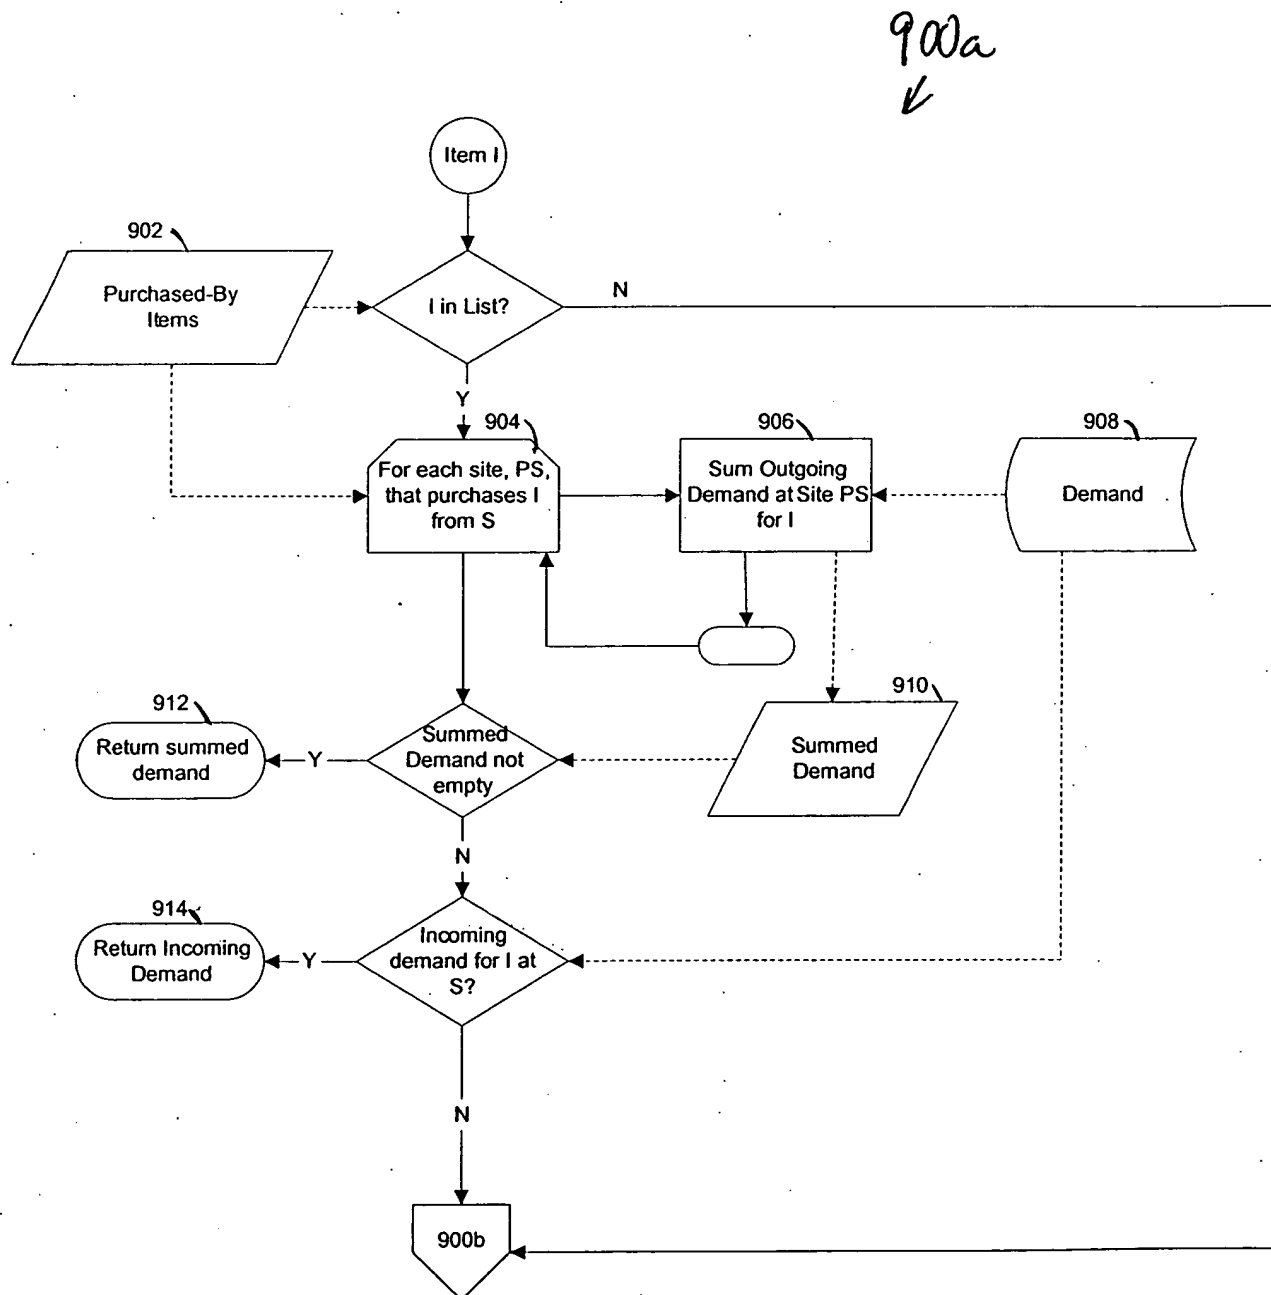 900a
Item I
902
Purchased-By
Items
I in List?
N
Y
904
For each site, PS,
that purchases I
from S
906
Sum Outgoing
Demand at Site PS
for I
908
Demand
912
Return summed
demand
Y
Summed
Demand not
empty
910
Summed
Demand
N
914
Return Incoming
Demand
Y
Incoming
demand for I at
S?
N
900b